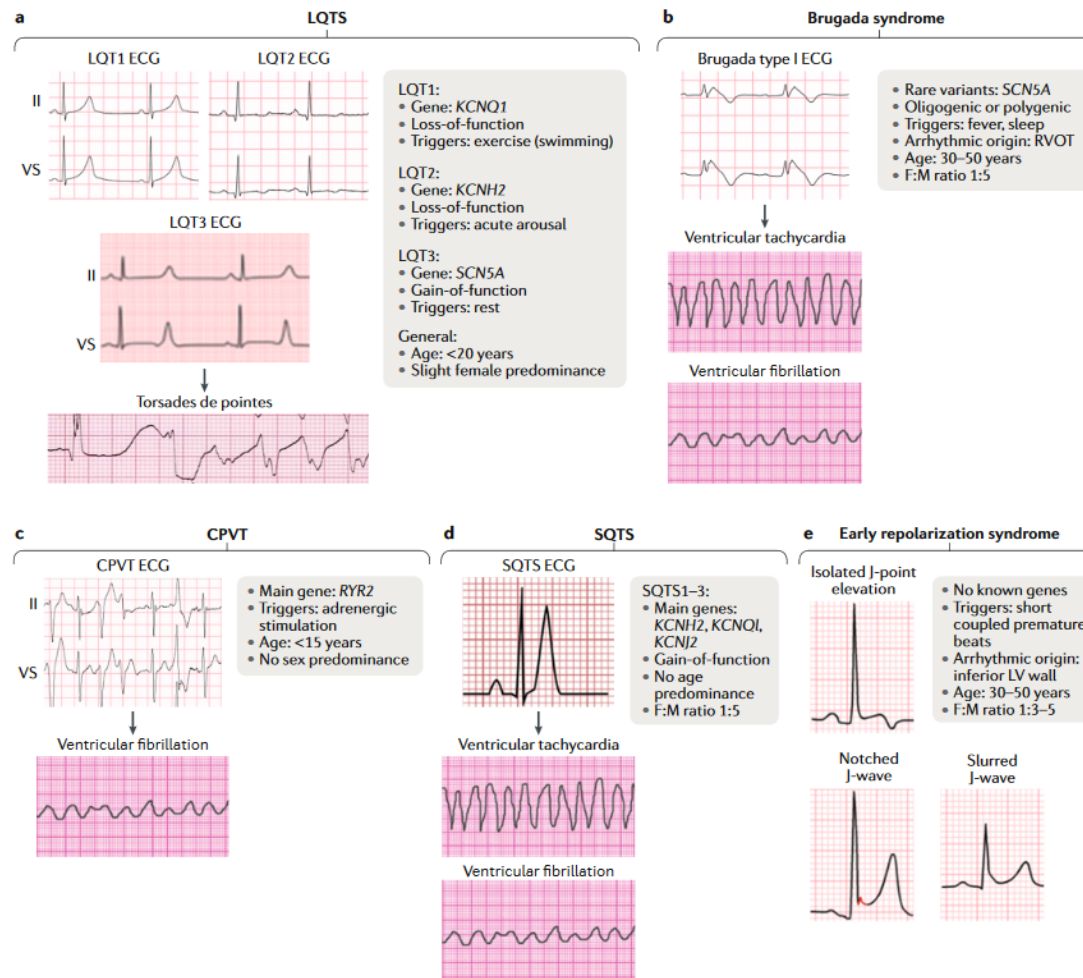 a
LQTS
LQT1 ECG
LQT2 ECG
II
VS
LQT3 ECG
II
VS
Torsades de pointes
LQT1:
• Gene: KCNQ1
• Loss-of-function
• Triggers: exercise (swimming)
LQT2:
• Gene: KCNH2
• Loss-of-function
• Triggers: acute arousal
LQT3:
• Gene: SCN5A
• Gain-of-function
• Triggers: rest
General:
• Age: <20 years
• Slight female predominance
b
Brugada syndrome
Brugada type I ECG
• Rare variants: SCN5A
• Oligogenic or polygenic
• Triggers: fever, sleep
• Arrhythmic origin: RVOT
• Age: 30–50 years
• F:M ratio 1:5
Ventricular tachycardia
Ventricular fibrillation
c
CPVT
CPVT ECG
II
VS
• Main gene: RYR2
• Triggers: adrenergic
stimulation
• Age: <15 years
• No sex predominance
Ventricular fibrillation
d
SQTS
SQTS ECG
SQTS1–3:
• Main genes:
KCNH2, KCNQI,
KCNJ2
• Gain-of-function
• No age
predominance
• F:M ratio 1:5
Ventricular tachycardia
Ventricular fibrillation
e
Early repolarization syndrome
Isolated J-point
elevation
• No known genes
• Triggers: short
coupled premature
beats
• Arrhythmic origin:
inferior LV wall
• Age: 30–50 years
• F:M ratio 1:3–5
Notched
J-wave
Slurred
J-wave